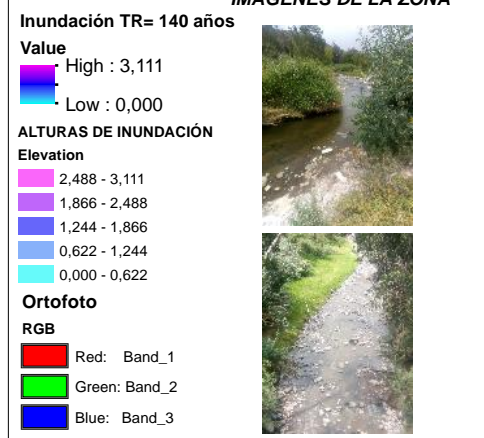 IMÁGENES DE LA ZONA
Inundación TR= 140 años
Value
High : 3,111
Low : 0,000
ALTURAS DE INUNDACIÓN
Elevation
2,488 - 3,111
1,866 - 2,488
1,244 - 1,866
0,622 - 1,244
0,000 - 0,622
Ortofoto
RGB
Red: Band_1
Green: Band_2
Blue: Band_3